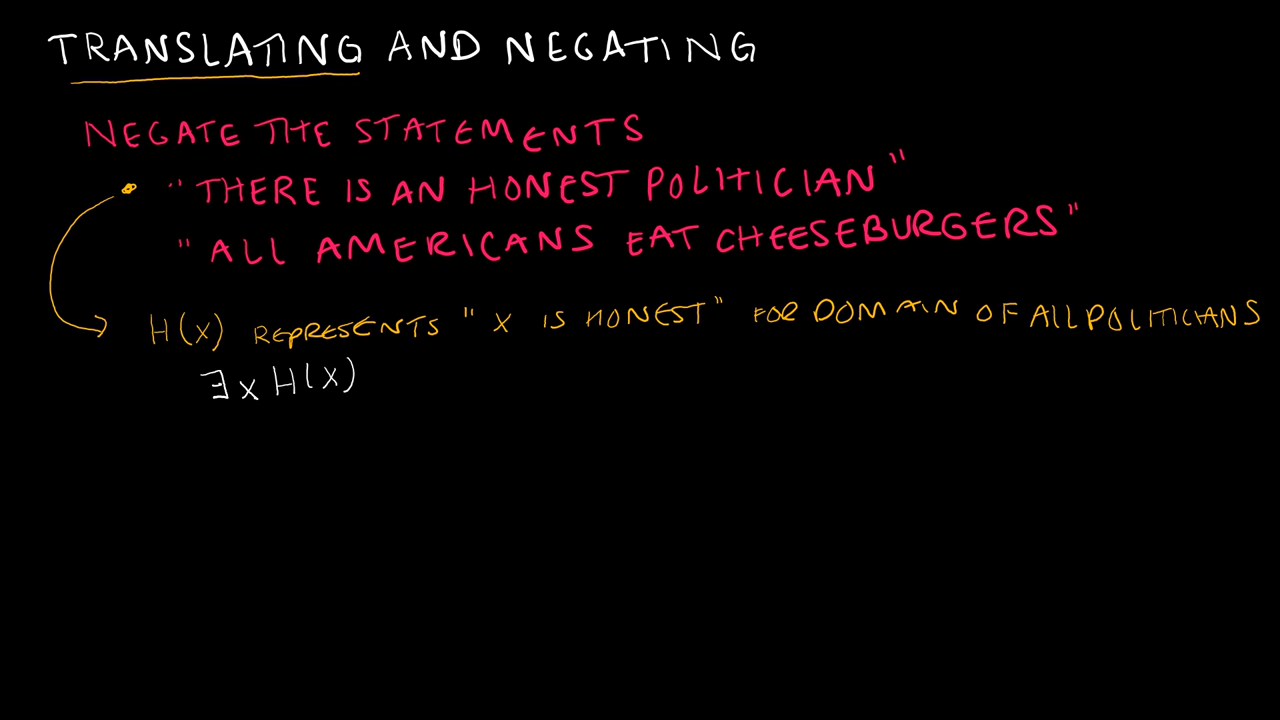 TRANSLATING AND NEGATING
NEGATE THE STATEMENTS
"THERE IS AN HONEST POLITICIAN"
"ALL AMERICANS EAT CHEESEBURGERS"
H(X) REPRESENTS "X IS HONEST" FOR DOMAIN OF ALL POLITICIANS
∃x H(X)